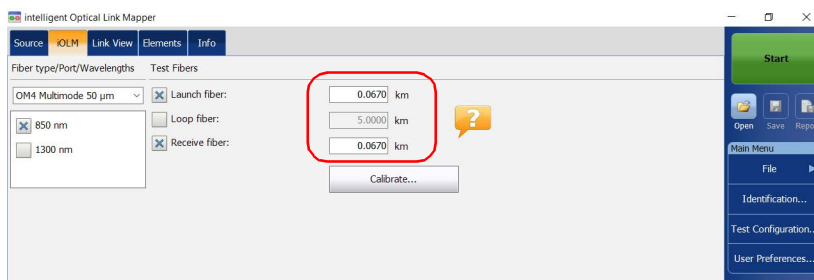 intelligent Optical Link Mapper
Source iOLM Link View Elements Info
Fiber type/Port/Wavelengths Test Fibers
OM4 Multimode 50 µm
850 nm
1300 nm
Launch fiber: 0.0670 km
Loop fiber: 5.0000 km
Receive fiber: 0.0670 km
?
Calibrate...
Start
Open Save Repo
Main Menu
File
Identification...
Test Configuration..
User Preferences...